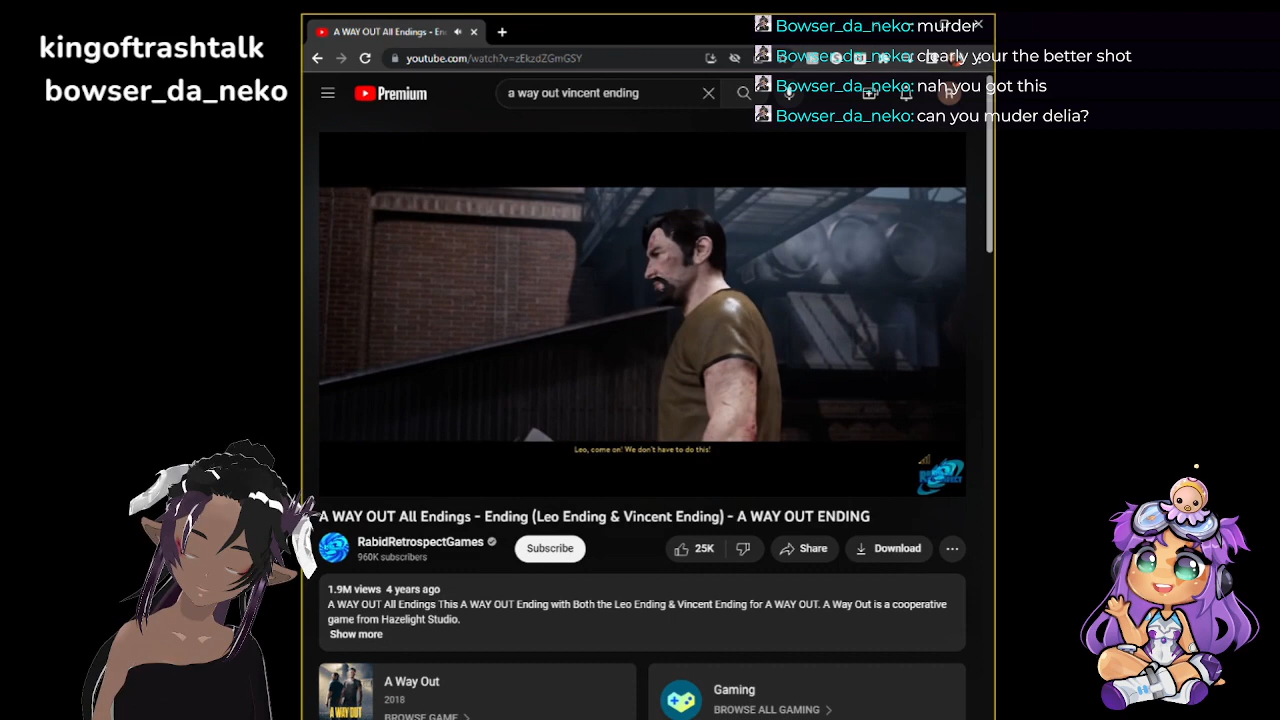 kingoftrashtalk
bowser_da_neko
A WAY OUT All Endings - En
youtube.com/watch?v=zEkzdZGmGSY
Premium
a way out vincent ending
Bowser_da_neko: murder
Bowser_da_neko: clearly your the better shot
Bowser_da_neko: nah you got this
Bowser_da_neko: can you muder delia?
Leo, come on! We don't have to do this!
A WAY OUT All Endings - Ending (Leo Ending & Vincent Ending) - A WAY OUT ENDING
RabidRetrospectGames
960K subscribers
Subscribe
25K
Share
Download
1.9M views 4 years ago
A WAY OUT All Endings This A WAY OUT Ending with Both the Leo Ending & Vincent Ending for A WAY OUT. A Way Out is a cooperative
game from Hazelight Studio.
Show more
A Way Out
2018
BROWSE GAME
A WAY OUT
Gaming
BROWSE ALL GAMING